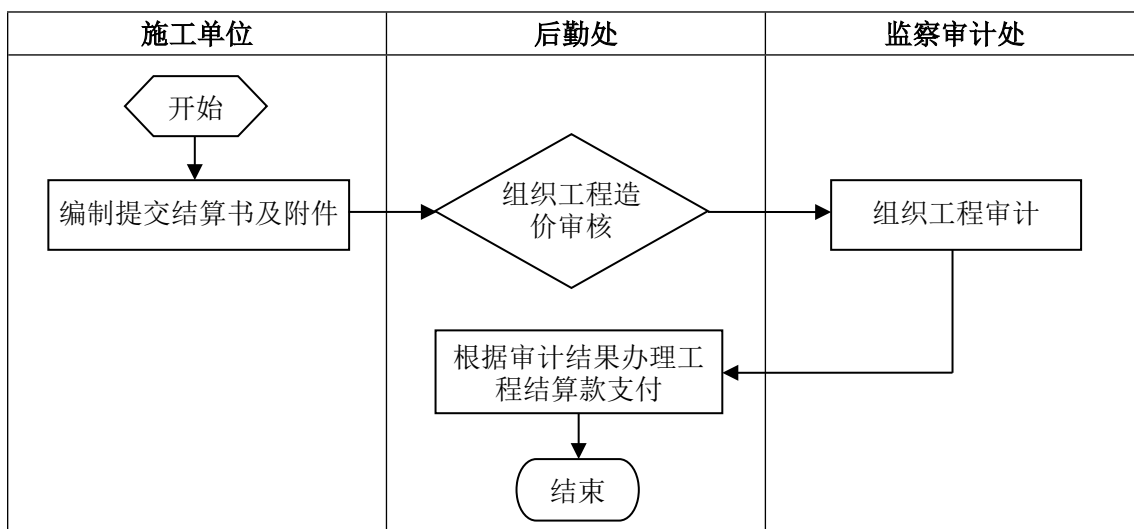 施工单位
后勤处
监察审计处
开始
编制提交结算书及附件
组织工程造
价审核
组织工程审计
根据审计结果办理工
程结算款支付
结束